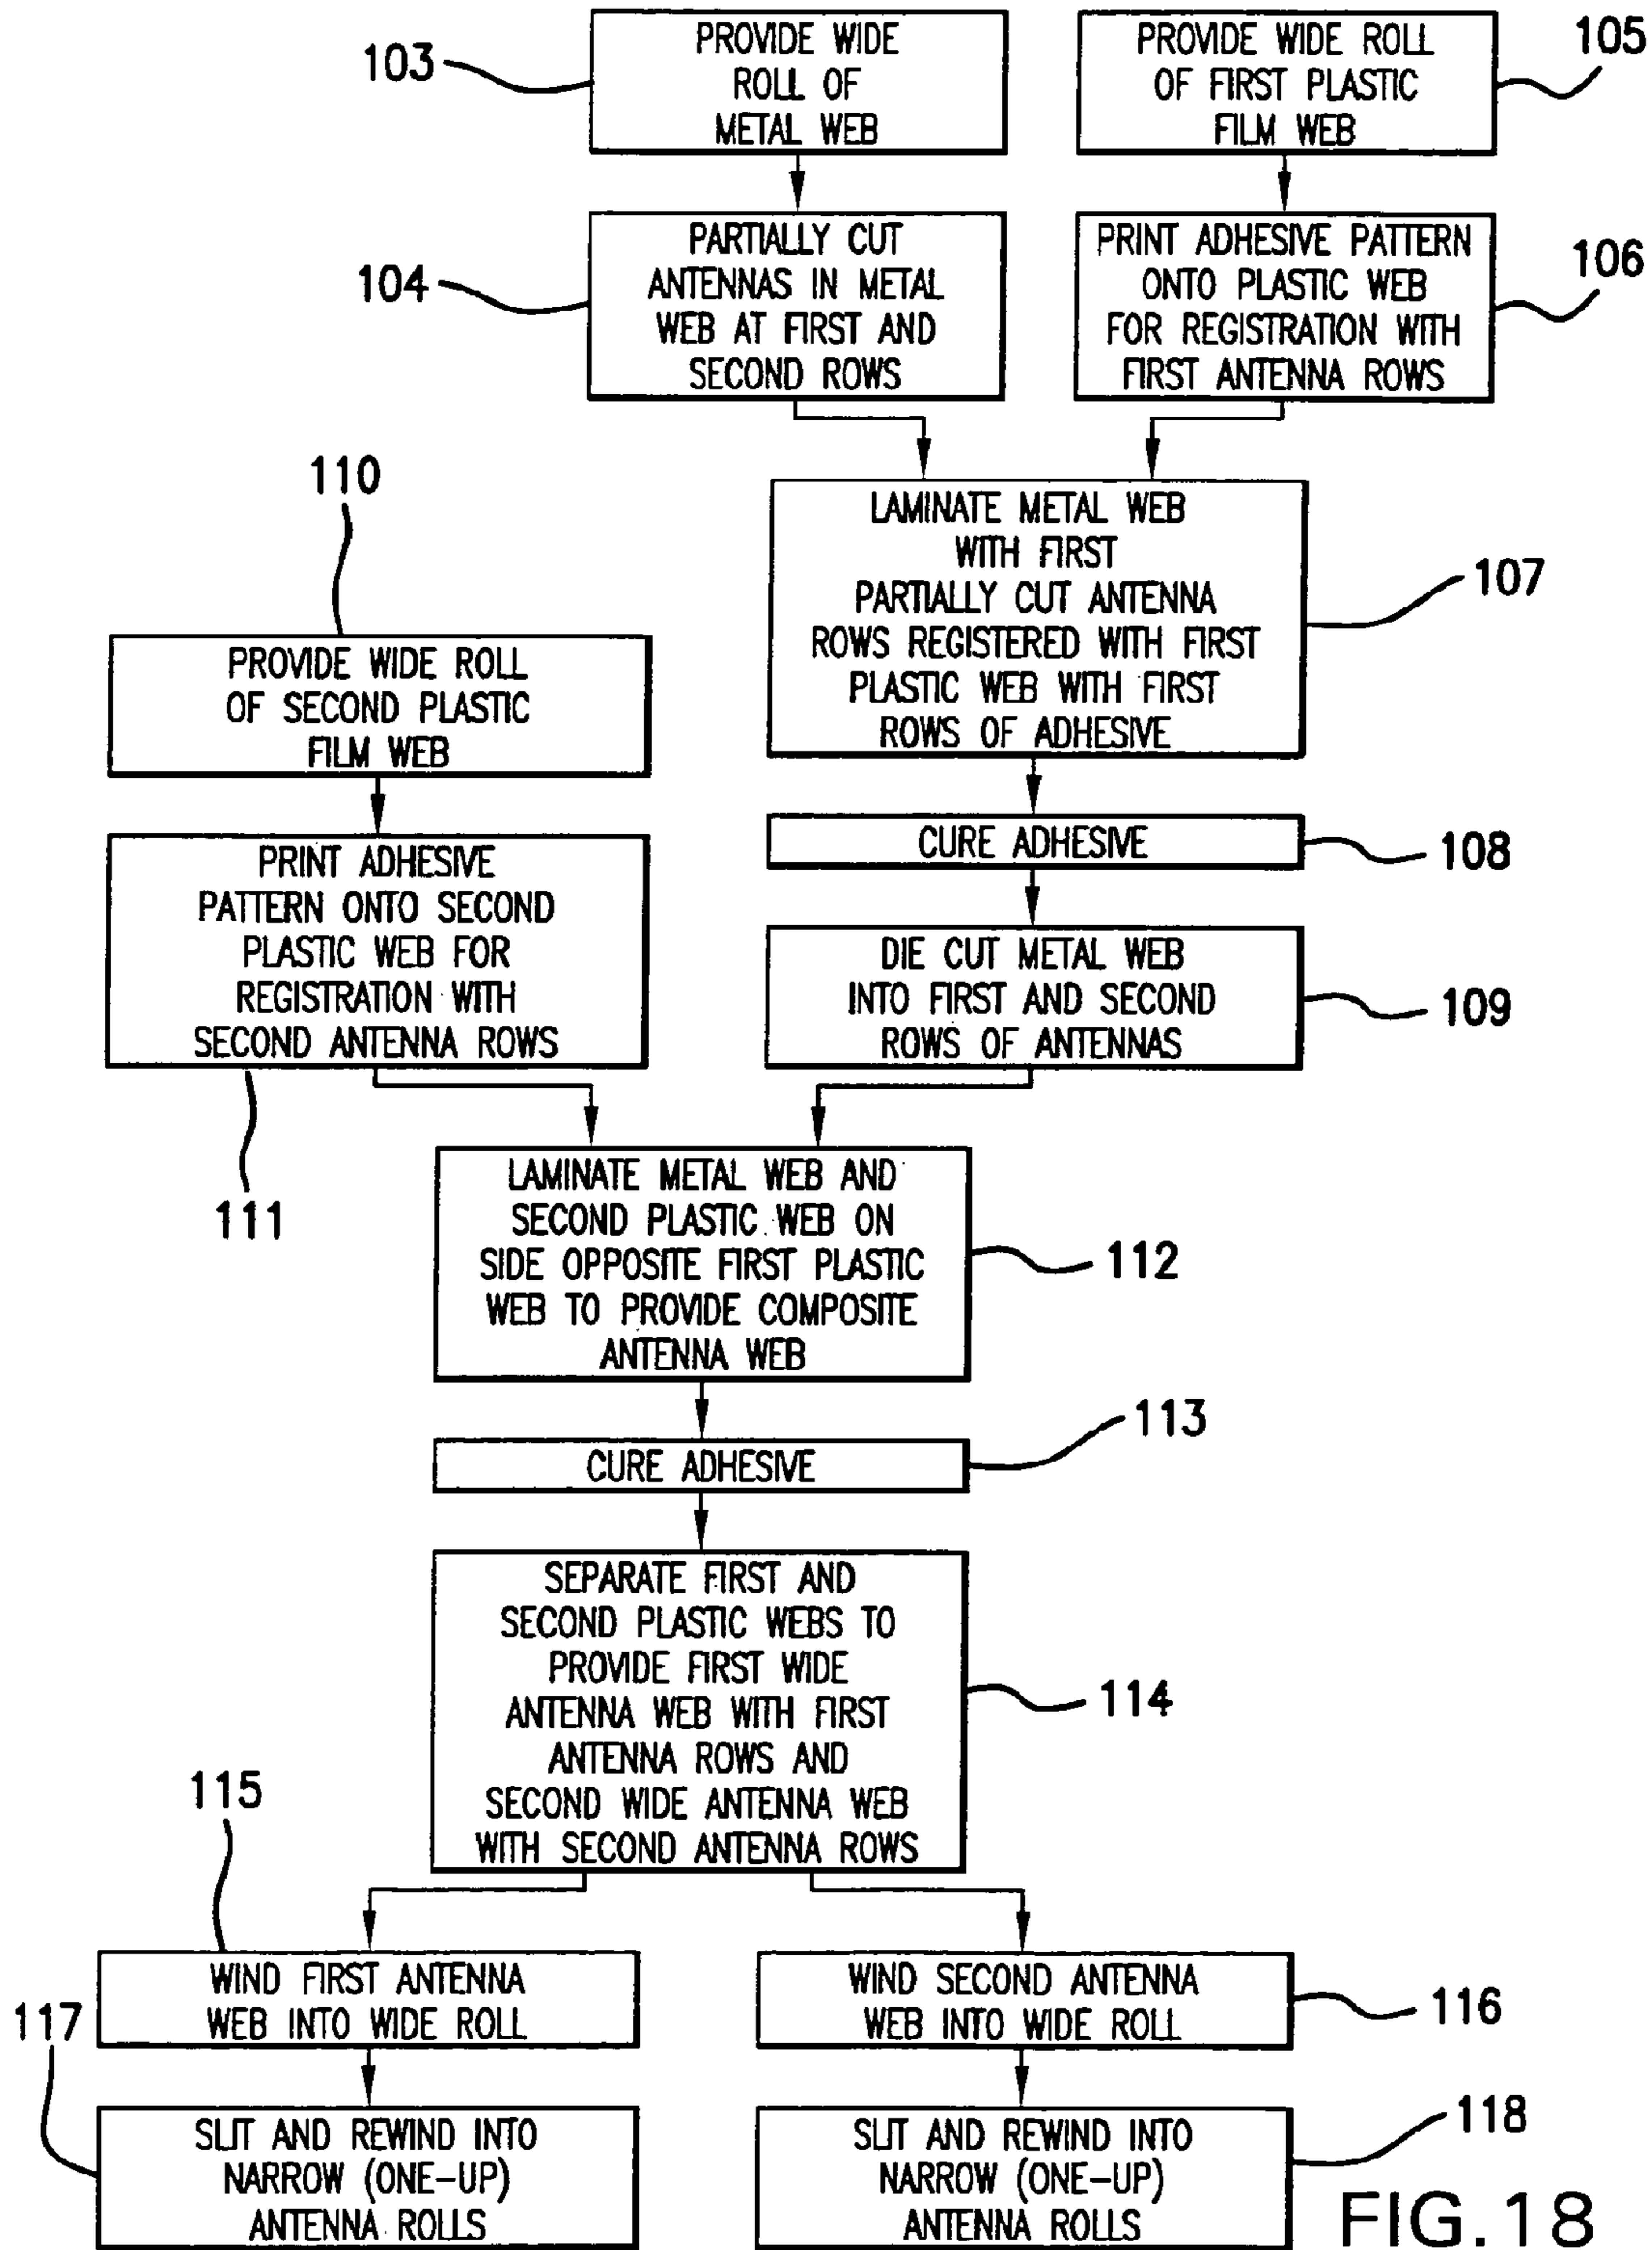 103
PROVIDE WIDE
ROLL OF
METAL WEB
PROVIDE WIDE ROLL
OF FIRST PLASTIC
FILM WEB
105
104
PARTIALLY CUT
ANTENNAS IN METAL
WEB AT FIRST AND
SECOND ROWS
PRINT ADHESIVE PATTERN
ONTO PLASTIC WEB
FOR REGISTRATION WITH
FIRST ANTENNA ROWS
106
LAMINATE METAL WEB
WITH FIRST
PARTIALLY CUT ANTENNA
ROWS REGISTERED WITH FIRST
PLASTIC WEB WITH FIRST
ROWS OF ADHESIVE
107
110
PROVIDE WIDE ROLL
OF SECOND PLASTIC
FILM WEB
CURE ADHESIVE
108
PRINT ADHESIVE
PATTERN ONTO SECOND
PLASTIC WEB FOR
REGISTRATION WITH
SECOND ANTENNA ROWS
111
DIE CUT METAL WEB
INTO FIRST AND SECOND
ROWS OF ANTENNAS
109
LAMINATE METAL WEB AND
SECOND PLASTIC WEB ON
SIDE OPPOSITE FIRST PLASTIC
WEB TO PROVIDE COMPOSITE
ANTENNA WEB
112
CURE ADHESIVE
113
SEPARATE FIRST AND
SECOND PLASTIC WEBS TO
PROVIDE FIRST WIDE
ANTENNA WEB WITH FIRST
ANTENNA ROWS AND
SECOND WIDE ANTENNA WEB
WITH SECOND ANTENNA ROWS
114
115
WIND FIRST ANTENNA
WEB INTO WIDE ROLL
WIND SECOND ANTENNA
WEB INTO WIDE ROLL
116
117
SLIT AND REWIND INTO
NARROW (ONE-UP)
ANTENNA ROLLS
SLIT AND REWIND INTO
NARROW (ONE-UP)
ANTENNA ROLLS
118
FIG.18